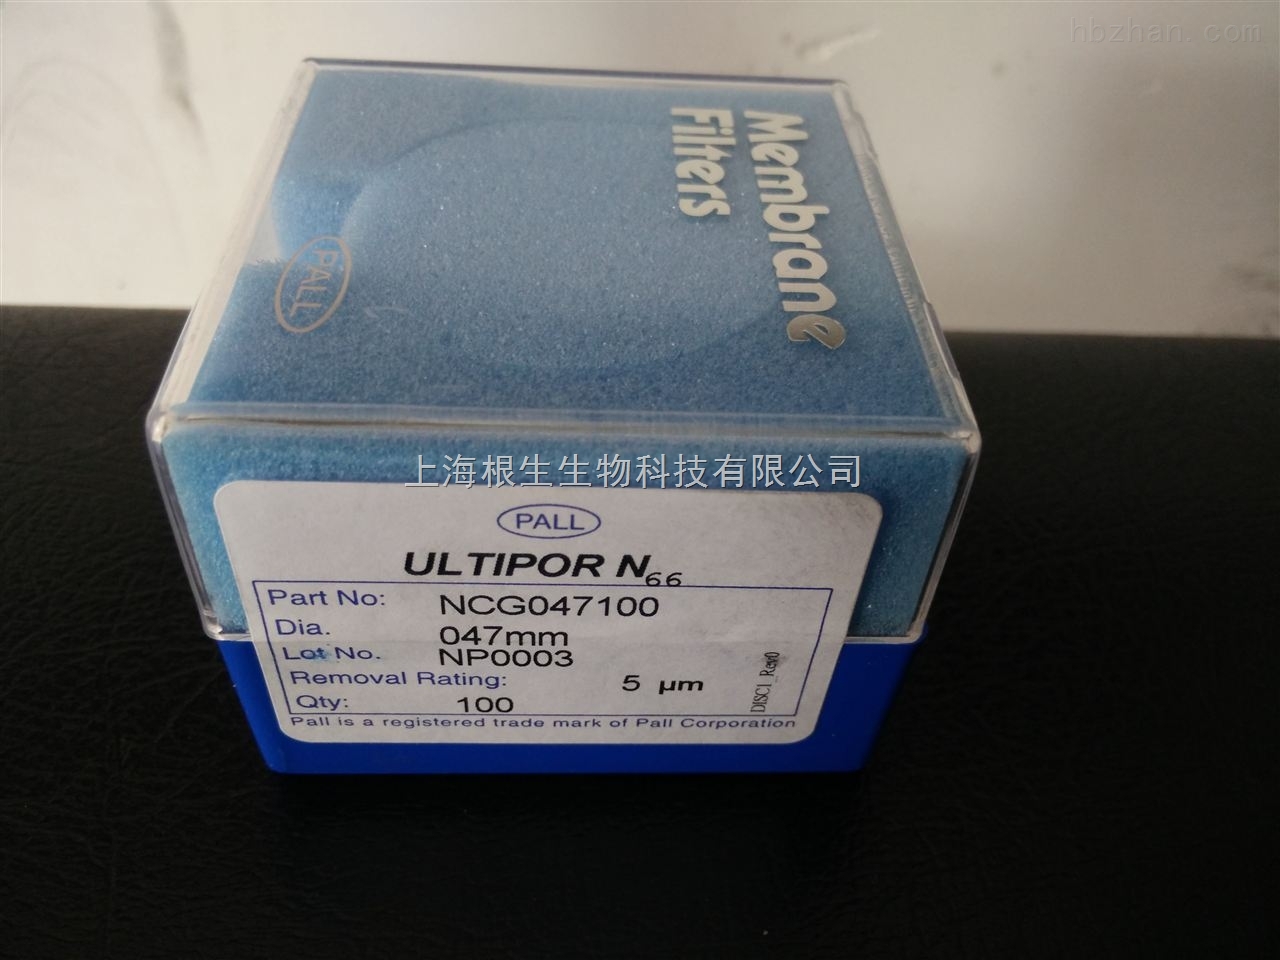 hbzhan.com
Membrane
Filters
PALL
上海根生生物科技有限公司
PALL
ULTIPOR N66
Part No: NCG047100
Dia. 047mm
Lot No. NP0003
Removal Rating: 5 µm
Qty: 100
DISC1_Rev0
Pall is a registered trade mark of Pall Corporation